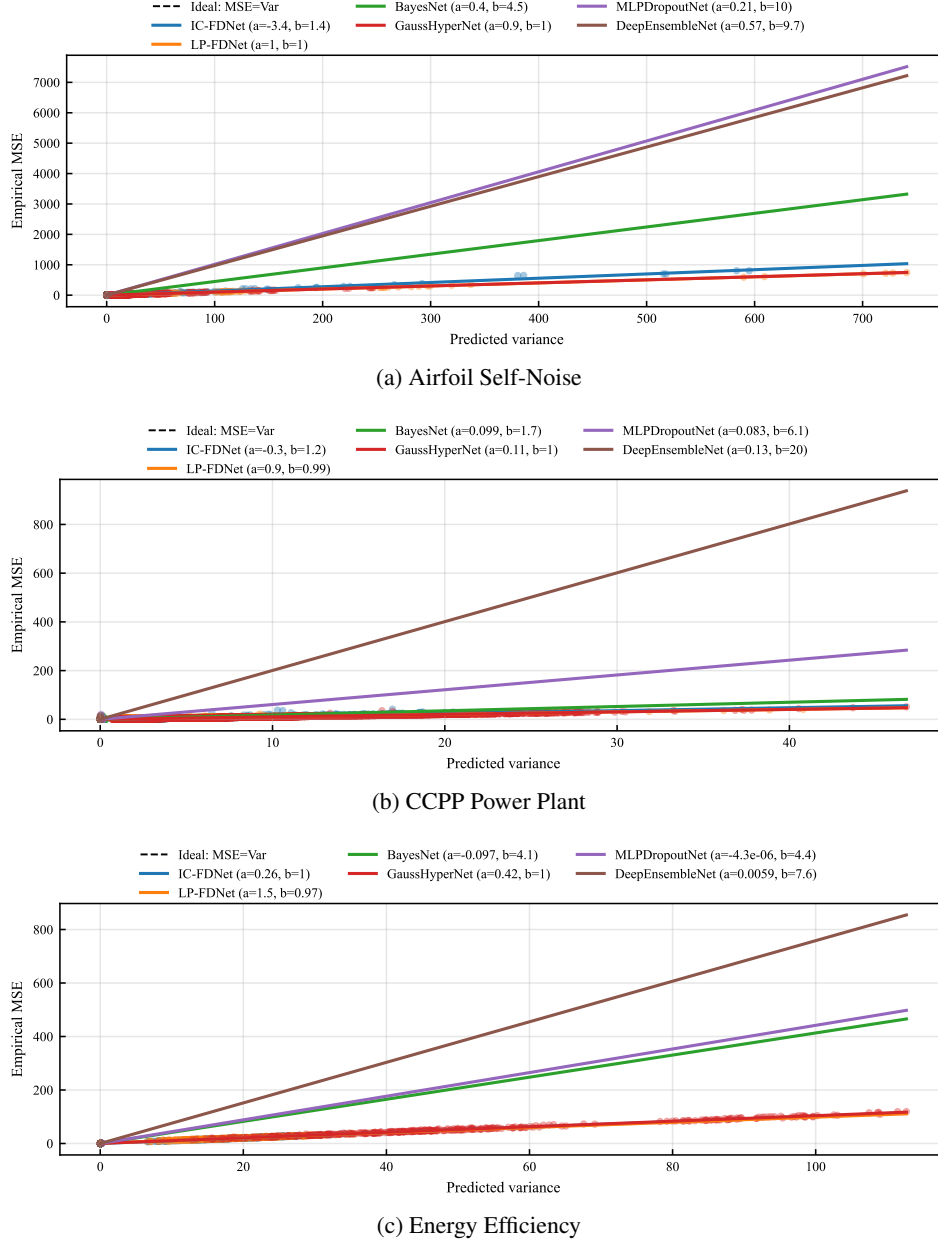 Ideal: MSE=Var BayesNet (a=0.4, b=4.5) MLPDropoutNet (a=0.21, b=10)
IC-FDNet (a=-3.4, b=1.4) GaussHyperNet (a=0.9, b=1) DeepEnsembleNet (a=0.57, b=9.7)
LP-FDNet (a=1, b=1)
7000
6000
5000
4000
3000
2000
1000
0
Empirical MSE
0 100 200 300 400 500 600 700
Predicted variance
(a) Airfoil Self-Noise
Ideal: MSE=Var BayesNet (a=0.099, b=1.7) MLPDropoutNet (a=0.083, b=6.1)
IC-FDNet (a=-0.3, b=1.2) GaussHyperNet (a=0.11, b=1) DeepEnsembleNet (a=0.13, b=20)
LP-FDNet (a=0.9, b=0.99)
800
600
400
200
0
Empirical MSE
0 10 20 30 40
Predicted variance
(b) CCPP Power Plant
Ideal: MSE=Var BayesNet (a=-0.097, b=4.1) MLPDropoutNet (a=-4.3e-06, b=4.4)
IC-FDNet (a=0.26, b=1) GaussHyperNet (a=0.42, b=1) DeepEnsembleNet (a=0.0059, b=7.6)
LP-FDNet (a=1.5, b=0.97)
800
600
400
200
0
Empirical MSE
0 20 40 60 80 100
Predicted variance
(c) Energy Efficiency